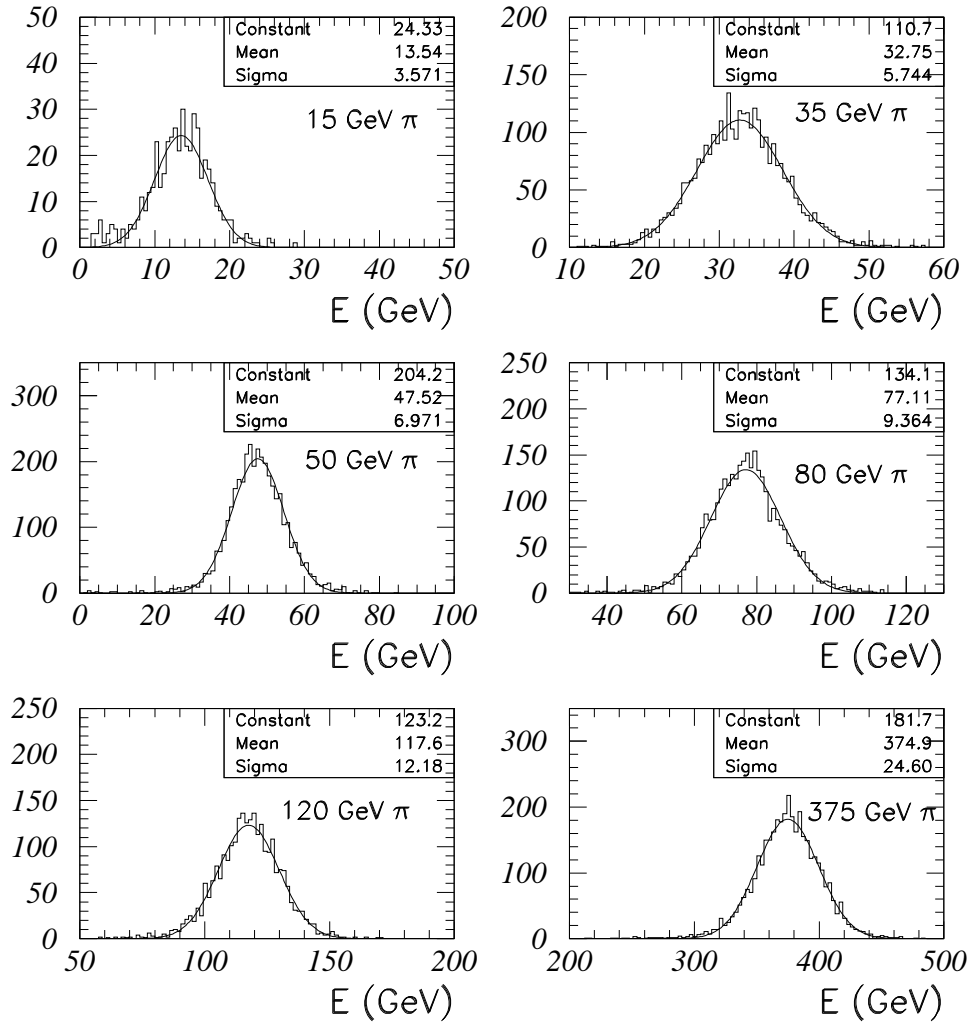 50
40
30
20
10
0
Constant 24.33
Mean 13.54
Sigma 3.571
15 GeV π
0 10 20 30 40 50
E (GeV)
200
150
100
50
0
Constant 110.7
Mean 32.75
Sigma 5.744
35 GeV π
10 20 30 40 50 60
E (GeV)
300
200
100
0
Constant 204.2
Mean 47.52
Sigma 6.971
50 GeV π
0 20 40 60 80 100
E (GeV)
250
200
150
100
50
0
Constant 134.1
Mean 77.11
Sigma 9.364
80 GeV π
40 60 80 100 120
E (GeV)
250
200
150
100
50
0
Constant 123.2
Mean 117.6
Sigma 12.18
120 GeV π
50 100 150 200
E (GeV)
300
200
100
0
Constant 181.7
Mean 374.9
Sigma 24.60
375 GeV π
200 300 400 500
E (GeV)